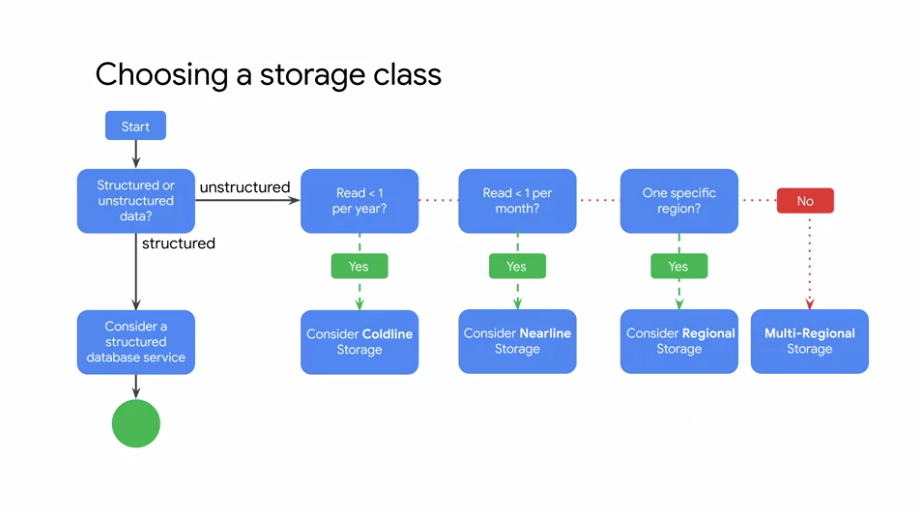 Choosing a storage class
Start
Structured or
unstructured
data?
unstructured
structured
Consider a
structured
database service
Read < 1
per year?
Yes
Consider Coldline
Storage
Read < 1 per
month?
Yes
Consider Nearline
Storage
One specific
region?
Yes
Consider Regional
Storage
No
Multi-Regional
Storage